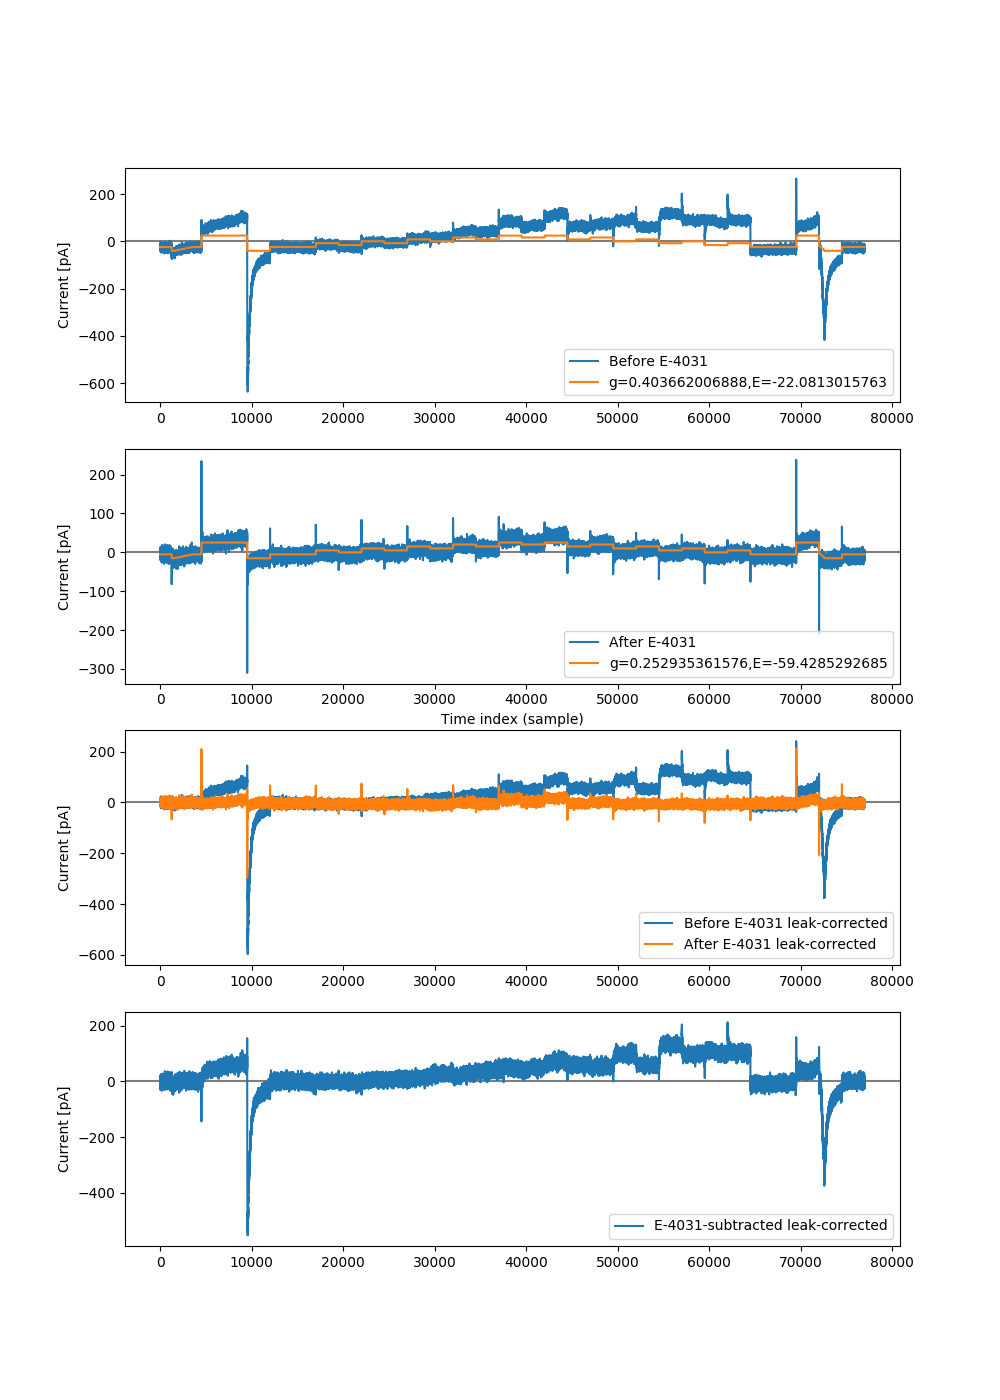 200
0
−200
−400
−600
Current [pA]
Before E-4031
g=0.403662006888,E=-22.0813015763
0 10000 20000 30000 40000 50000 60000 70000 80000
200
100
0
−100
−200
−300
Current [pA]
After E-4031
g=0.252935361576,E=-59.4285292685
0 10000 20000 30000 40000 50000 60000 70000 80000
Time index (sample)
200
0
−200
−400
−600
Current [pA]
Before E-4031 leak-corrected
After E-4031 leak-corrected
0 10000 20000 30000 40000 50000 60000 70000 80000
200
0
−200
−400
Current [pA]
E-4031-subtracted leak-corrected
0 10000 20000 30000 40000 50000 60000 70000 80000